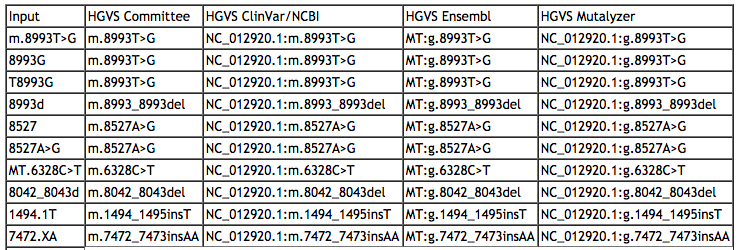 Input HGVS Committee HGVS ClinVar/NCBI HGVS Ensembl HGVS Mutalyzer
m.8993T>G m.8993T>G NC_012920.1:m.8993T>G MT:g.8993T>G NC_012920.1:g.8993T>G
8993G m.8993T>G NC_012920.1:m.8993T>G MT:g.8993T>G NC_012920.1:g.8993T>G
T8993G m.8993T>G NC_012920.1:m.8993T>G MT:g.8993T>G NC_012920.1:g.8993T>G
8993d m.8993_8993del NC_012920.1:m.8993_8993del MT:g.8993_8993del NC_012920.1:g.8993_8993del
8527 m.8527A>G NC_012920.1:m.8527A>G MT:g.8527A>G NC_012920.1:g.8527A>G
8527A>G m.8527A>G NC_012920.1:m.8527A>G MT:g.8527A>G NC_012920.1:g.8527A>G
MT.6328C>T m.6328C>T NC_012920.1:m.6328C>T MT:g.6328C>T NC_012920.1:g.6328C>T
8042_8043d m.8042_8043del NC_012920.1:m.8042_8043del MT:g.8042_8043del NC_012920.1:g.8042_8043del
1494.1T m.1494_1495insT NC_012920.1:m.1494_1495insT MT:g.1494_1495insT NC_012920.1:g.1494_1495insT
7472.XA m.7472_7473insAA NC_012920.1:m.7472_7473insAA MT:g.7472_7473insAA NC_012920.1:g.7472_7473insAA